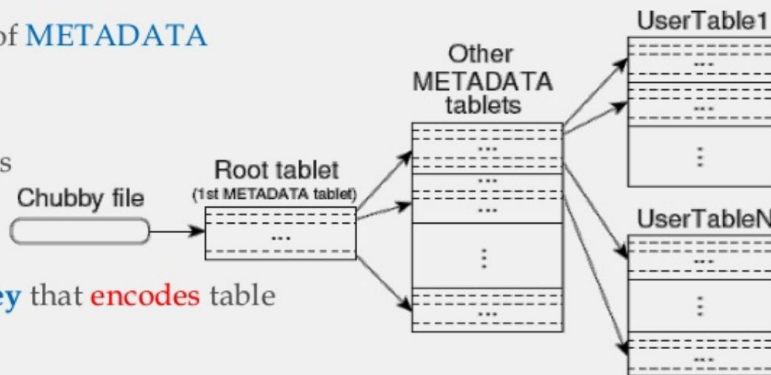 of METADATA
s
ey that encodes table
Chubby file
Root tablet
(1st METADATA tablet)
...
Other
METADATA
tablets
...
...
...
⋮
...
UserTable1
...
...
⋮
UserTableN
...
⋮
...